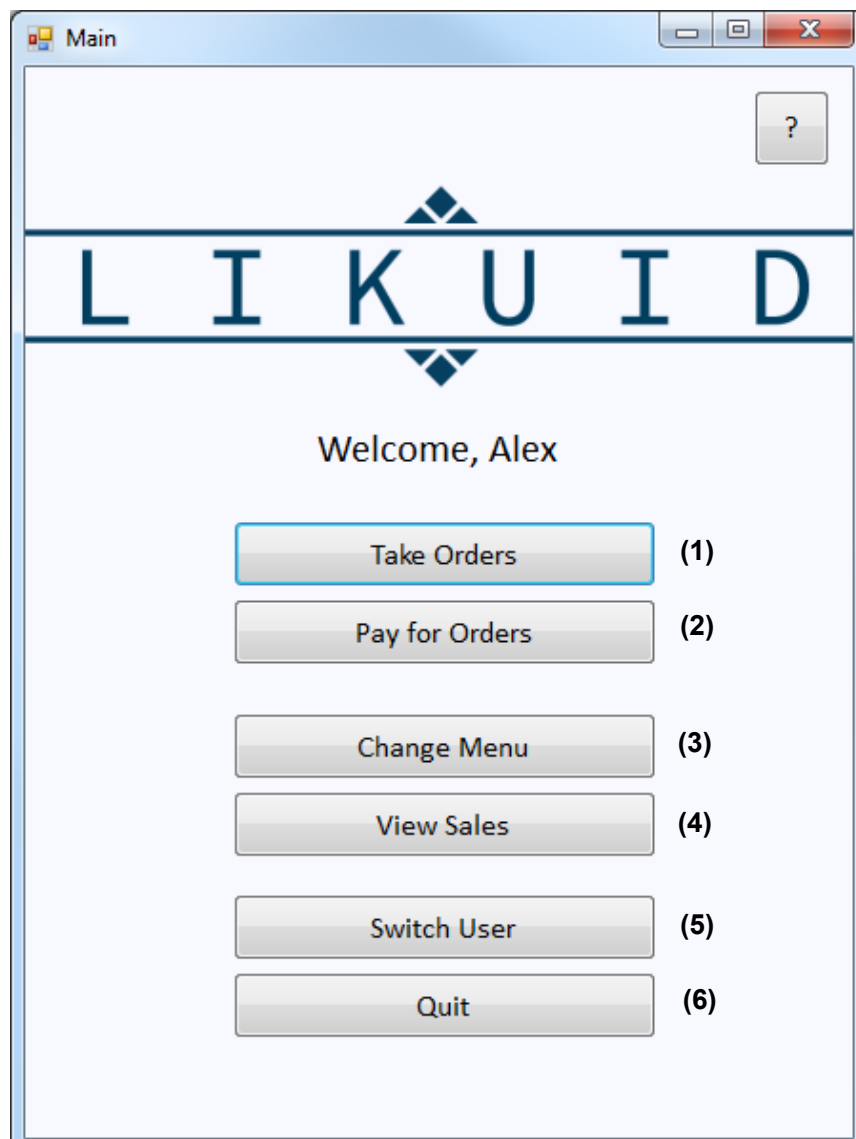 Main
?
L I K U I D
Welcome, Alex
Take Orders (1)
Pay for Orders (2)
Change Menu (3)
View Sales (4)
Switch User (5)
Quit (6)